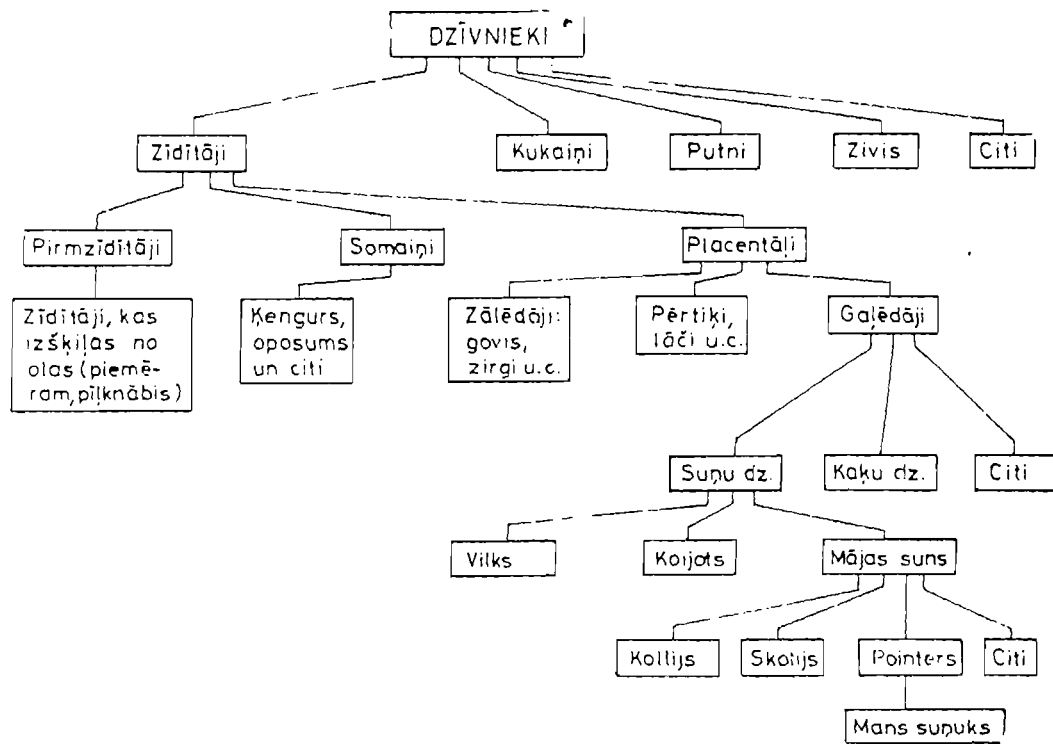 DZĪVNIEKI
Zīdītāji
Kukaiņi
Putni
Zivis
Citi
Pirmzīdītāji
Somaiņi
Placentāļi
Zīdītāji, kas
izšķiļas no
olas (piemē-
ram, pīļknābis)
Ķengurs,
oposums
un citi
Zālēdāji:
govis,
zirgi u.c.
Pērtiķi,
lāči u.c.
Gaļēdāji
Suņu dz.
Kaķu dz.
Citi
Vilks
Koijots
Mājas suns
Kollijs
Skotijs
Pointers
Citi
Mans suņuks